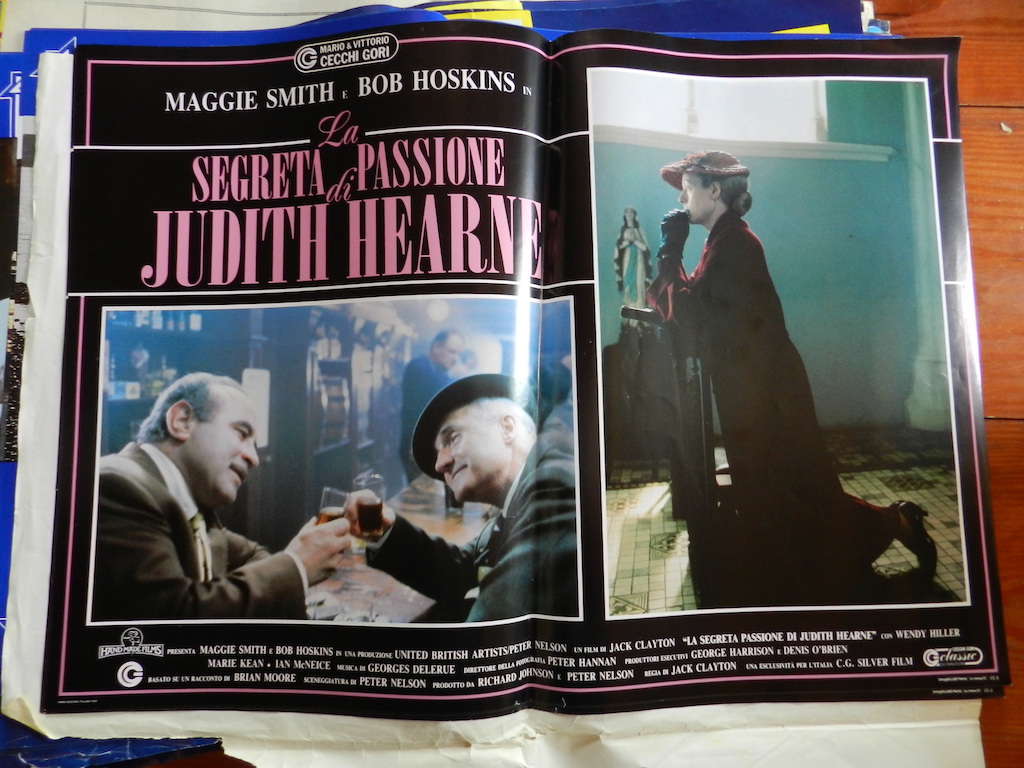 MARIO & VITTORIO
CECCHI GORI
MAGGIE SMITH E BOB HOSKINS IN
La
SEGRETA di PASSIONE
JUDITH HEARNE
HANDMADE FILMS PRESENTA MAGGIE SMITH E BOB HOSKINS IN UNA PRODUZIONE UNITED BRITISH ARTISTS/PETER NELSON UN FILM DI JACK CLAYTON "LA SEGRETA PASSIONE DI JUDITH HEARNE" CON WENDY HILLER
MARIE KEAN • IAN McNEICE MUSICA DI GEORGES DELERUE DIRETTORE DELLA FOTOGRAFIA PETER HANNAN PRODUTTORI ESECUTIVI GEORGE HARRISON E DENIS O'BRIEN
BASATO SU UN RACCONTO DI BRIAN MOORE SCENEGGIATURA DI PETER NELSON PRODOTTO DA RICHARD JOHNSON E PETER NELSON REGIA DI JACK CLAYTON UNA ESCLUSIVITÀ PER L'ITALIA C.G. SILVER FILM
classic